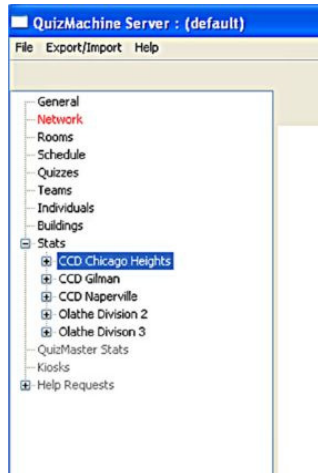 QuizMachine Server : (default)
File Export/Import Help
General
Network
Rooms
Schedule
Quizzes
Teams
Individuals
Buildings
Stats
CCD Chicago Heights
CCD Gilman
CCD Naperville
Olathe Division 2
Olathe Divison 3
QuizMaster Stats
Kiosks
Help Requests